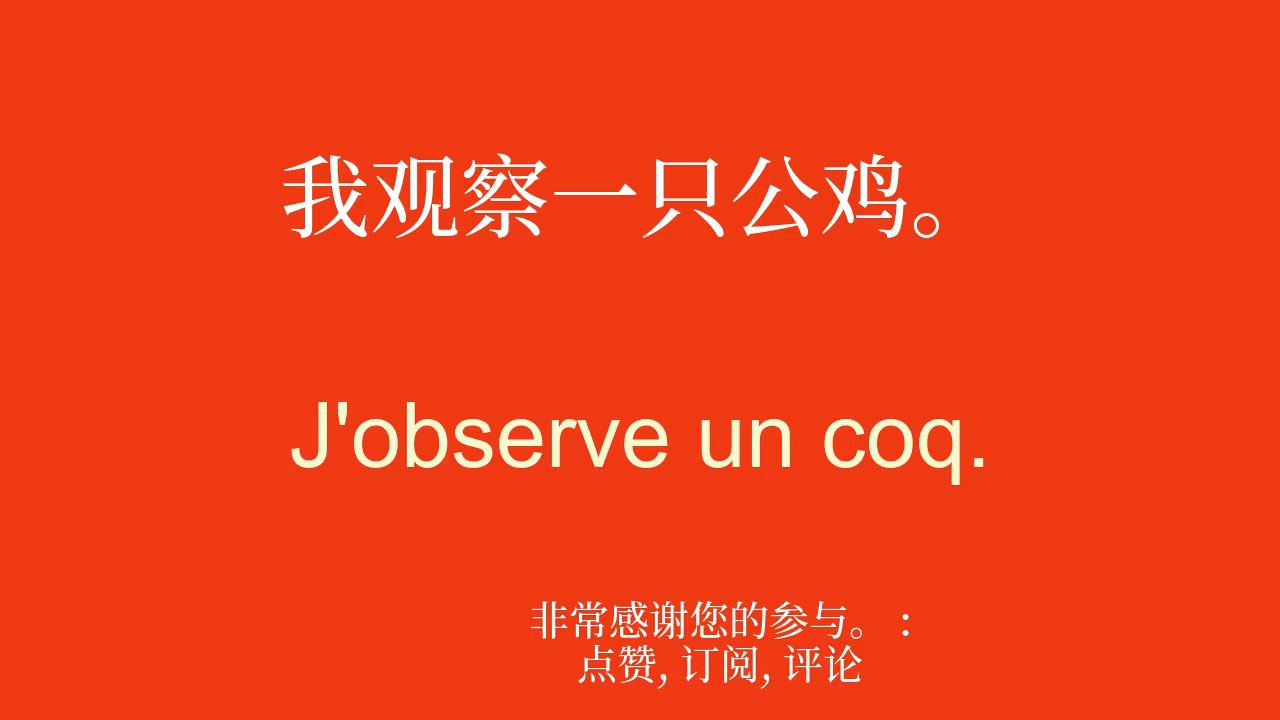 我观察一只公鸡。
J'observe un coq.
非常感谢您的参与。 :
点赞, 订阅, 评论